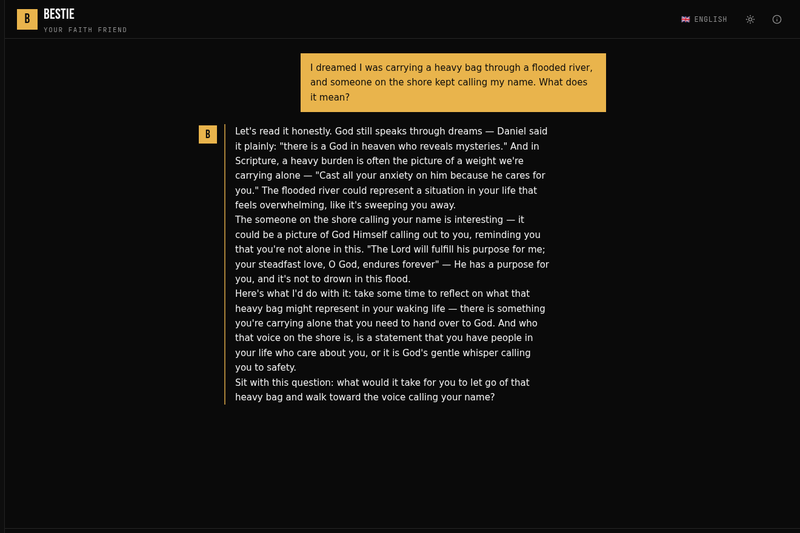 B
BESTIE
YOUR FAITH FRIEND
ENGLISH
I dreamed I was carrying a heavy bag through a flooded river,
and someone on the shore kept calling my name. What does
it mean?
B
Let's read it honestly. God still speaks through dreams — Daniel said
it plainly: "there is a God in heaven who reveals mysteries." And in
Scripture, a heavy burden is often the picture of a weight we're
carrying alone — "Cast all your anxiety on him because he cares for
you." The flooded river could represent a situation in your life that
feels overwhelming, like it's sweeping you away.
The someone on the shore calling your name is interesting — it
could be a picture of God Himself calling out to you, reminding you
that you're not alone in this. "The Lord will fulfill his purpose for me;
your steadfast love, O God, endures forever" — He has a purpose for
you, and it's not to drown in this flood.
Here's what I'd do with it: take some time to reflect on what that
heavy bag might represent in your waking life — there is something
you're carrying alone that you need to hand over to God. And who
that voice on the shore is, is a statement that you have people in
your life who care about you, or it is God's gentle whisper calling
you to safety.
Sit with this question: what would it take for you to let go of that
heavy bag and walk toward the voice calling your name?